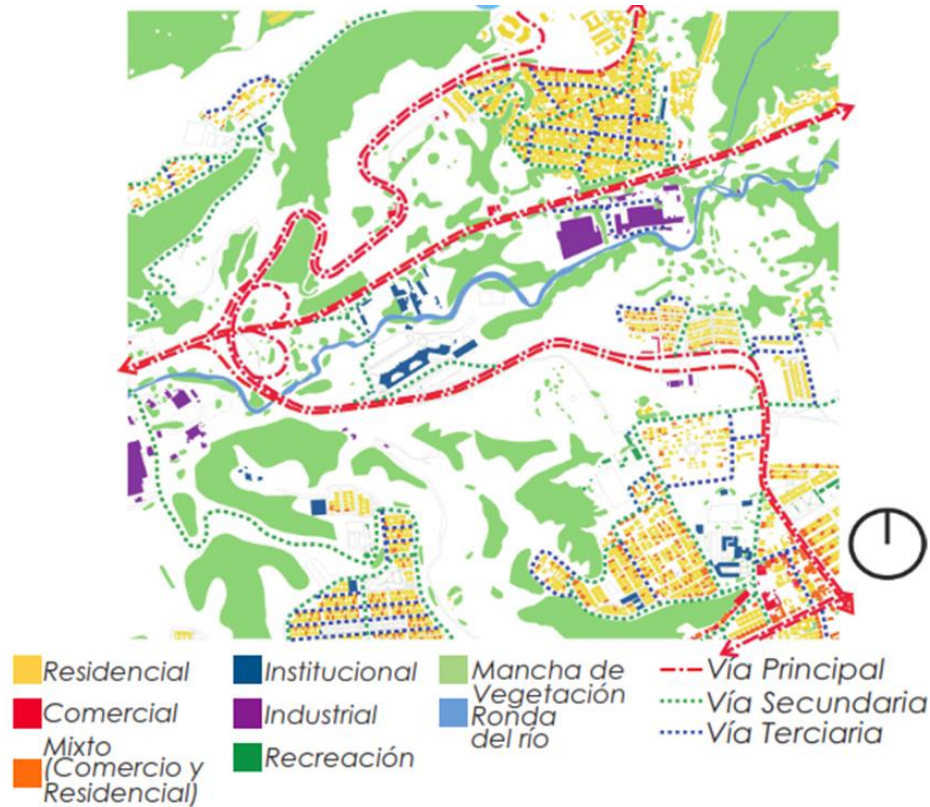 Residencial
Comercial
Mixto
(Comercio y
Residencial)
Institucional
Industrial
Recreación
Mancha de
Vegetación
Ronda
del río
Vía Principal
Vía Secundaria
Vía Terciaria